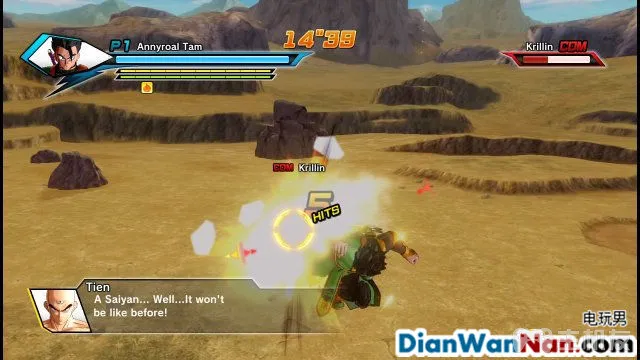 P1 Annyroal Tam
14"39
Krillin COM
COM Krillin
5
HITS
Tien
A Saiyan... Well...It won't
be like before!
电玩男
DianWanNan.com